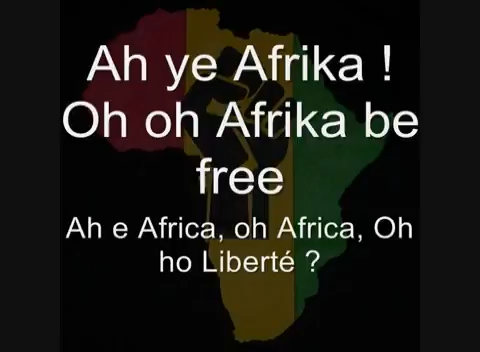 Ah ye Afrika !
Oh oh Afrika be
free
Ah e Africa, oh Africa, Oh
ho Liberté ?